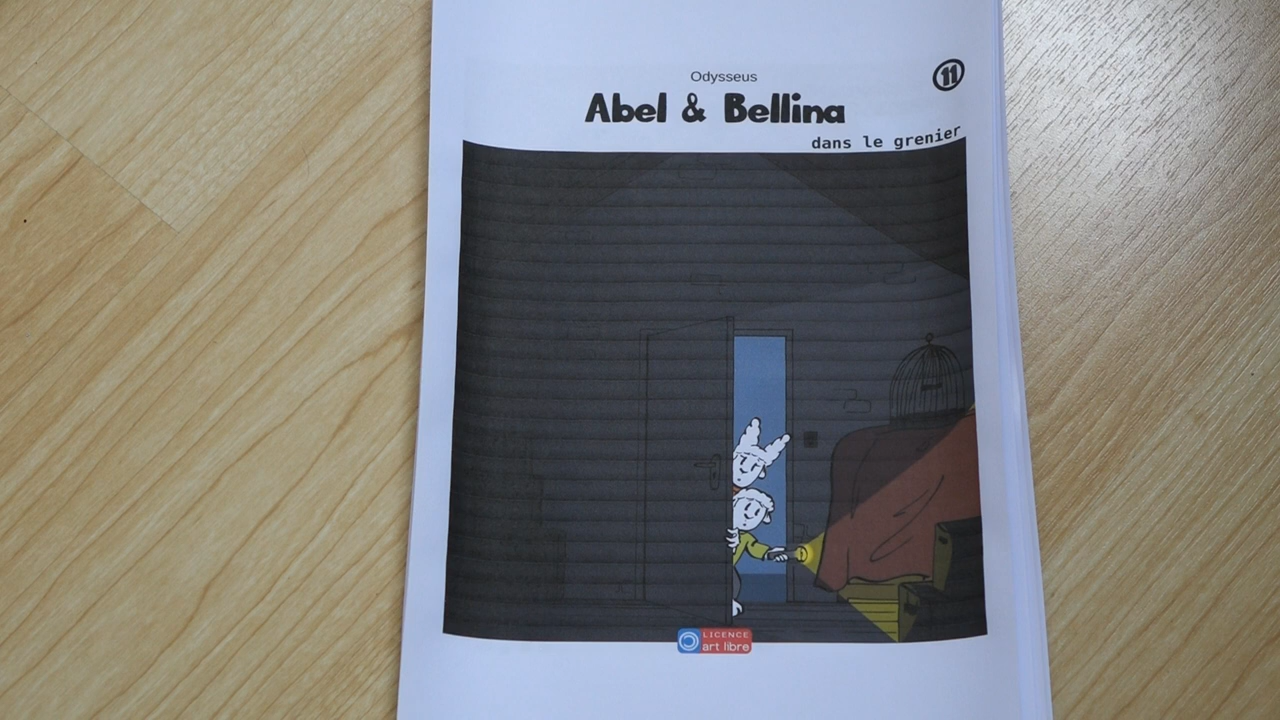 Odysseus
11
Abel & Bellina
dans le grenier
LICENCE
art libre